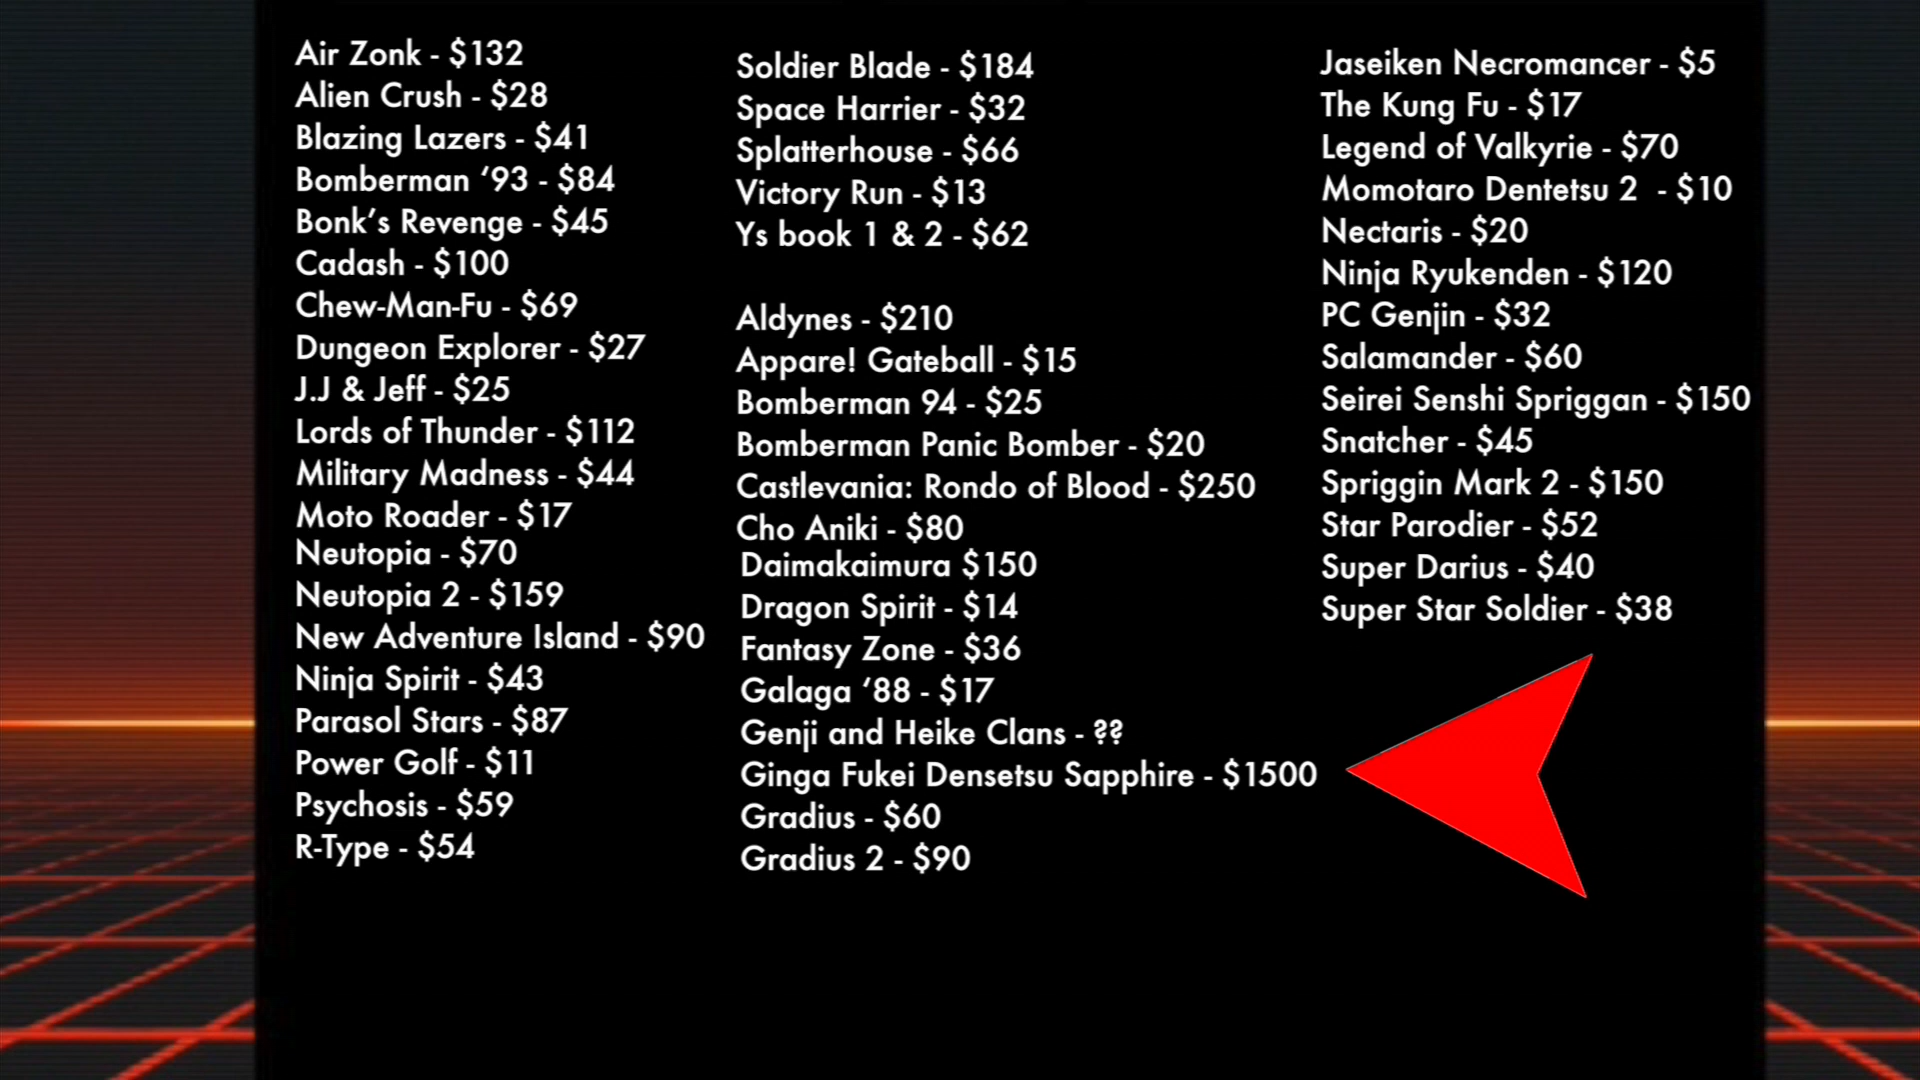 Air Zonk - $132
Alien Crush - $28
Blazing Lazers - $41
Bomberman ‘93 - $84
Bonk’s Revenge - $45
Cadash - $100
Chew-Man-Fu - $69
Dungeon Explorer - $27
J.J & Jeff - $25
Lords of Thunder - $112
Military Madness - $44
Moto Roader - $17
Neutopia - $70
Neutopia 2 - $159
New Adventure Island - $90
Ninja Spirit - $43
Parasol Stars - $87
Power Golf - $11
Psychosis - $59
R-Type - $54
Soldier Blade - $184
Space Harrier - $32
Splatterhouse - $66
Victory Run - $13
Ys book 1 & 2 - $62
Aldynes - $210
Appare! Gateball - $15
Bomberman 94 - $25
Bomberman Panic Bomber - $20
Castlevania: Rondo of Blood - $250
Cho Aniki - $80
Daimakaimura $150
Dragon Spirit - $14
Fantasy Zone - $36
Galaga ‘88 - $17
Genji and Heike Clans - ??
Ginga Fukei Densetsu Sapphire - $1500
Gradius - $60
Gradius 2 - $90
Jaseiken Necromancer - $5
The Kung Fu - $17
Legend of Valkyrie - $70
Momotaro Dentetsu 2  - $10
Nectaris - $20
Ninja Ryukenden - $120
PC Genjin - $32
Salamander - $60
Seirei Senshi Spriggan - $150
Snatcher - $45
Spriggin Mark 2 - $150
Star Parodier - $52
Super Darius - $40
Super Star Soldier - $38